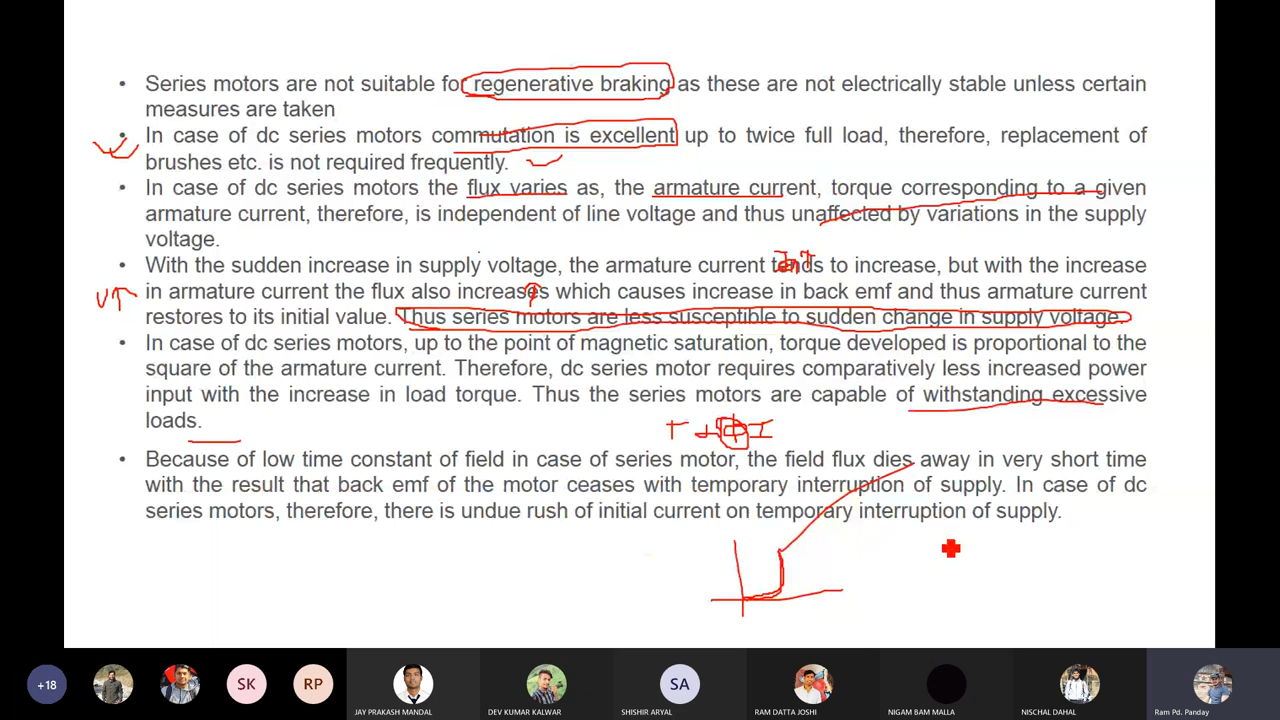 • Series motors are not suitable for regenerative braking as these are not electrically stable unless certain
measures are taken
• In case of dc series motors commutation is excellent up to twice full load, therefore, replacement of
brushes etc. is not required frequently.
• In case of dc series motors the flux varies as, the armature current, torque corresponding to a given
armature current, therefore, is independent of line voltage and thus unaffected by variations in the supply
voltage.
• With the sudden increase in supply voltage, the armature current tends to increase, but with the increase
V↑ in armature current the flux also increases which causes increase in back emf and thus armature current
restores to its initial value. Thus series motors are less susceptible to sudden change in supply voltage.
• In case of dc series motors, up to the point of magnetic saturation, torque developed is proportional to the
square of the armature current. Therefore, dc series motor requires comparatively less increased power
input with the increase in load torque. Thus the series motors are capable of withstanding excessive
loads.
• Because of low time constant of field in case of series motor, the field flux dies away in very short time
with the result that back emf of the motor ceases with temporary interruption of supply. In case of dc
series motors, therefore, there is undue rush of initial current on temporary interruption of supply.
+18
SK
RP
JAY PRAKASH MANDAL
DEV KUMAR KALWAR
SA
SHISHIR ARYAL
RAM DATTA JOSHI
NIGAM BAM MALLA
NISCHAL DAHAL
Ram Pd. Panday